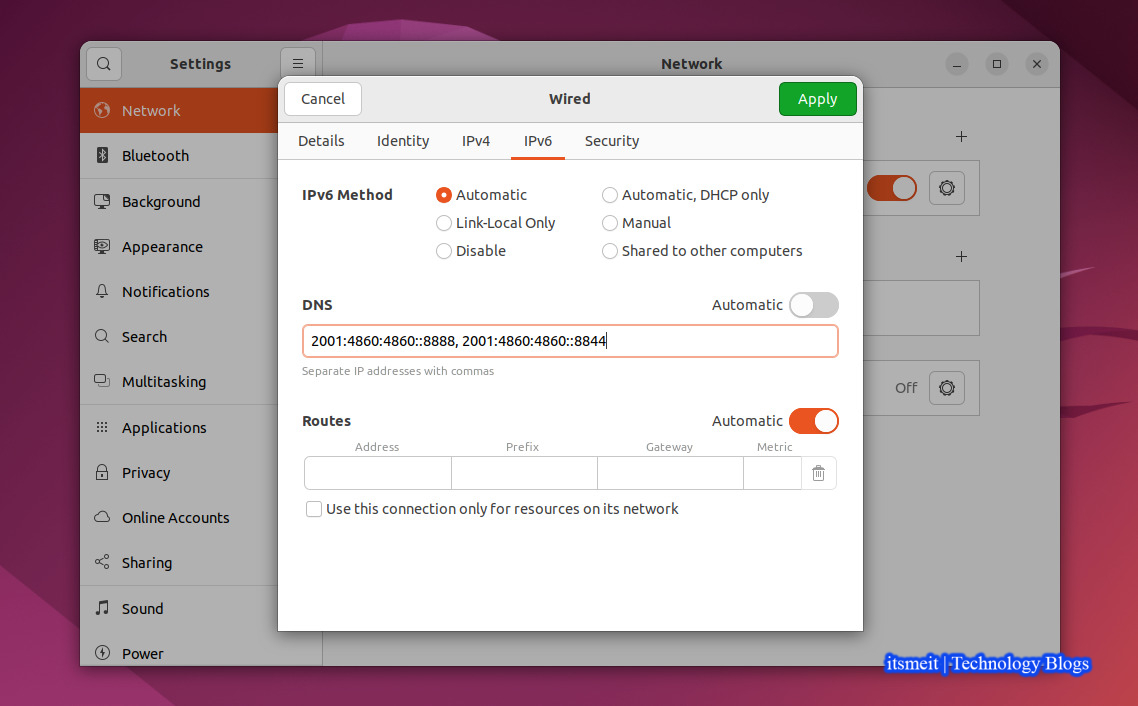 Settings
Network
Cancel
Wired
Apply
Details
Identity
IPv4
IPv6
Security
Network
Bluetooth
Background
Appearance
Notifications
Search
Multitasking
Applications
Privacy
Online Accounts
Sharing
Sound
Power
IPv6 Method
Automatic
Automatic, DHCP only
Link-Local Only
Manual
Disable
Shared to other computers
DNS
Automatic
2001:4860:4860::8888, 2001:4860:4860::8844
Separate IP addresses with commas
Routes
Automatic
Address
Prefix
Gateway
Metric
Use this connection only for resources on its network
Off
itsmeit | Technology Blogs